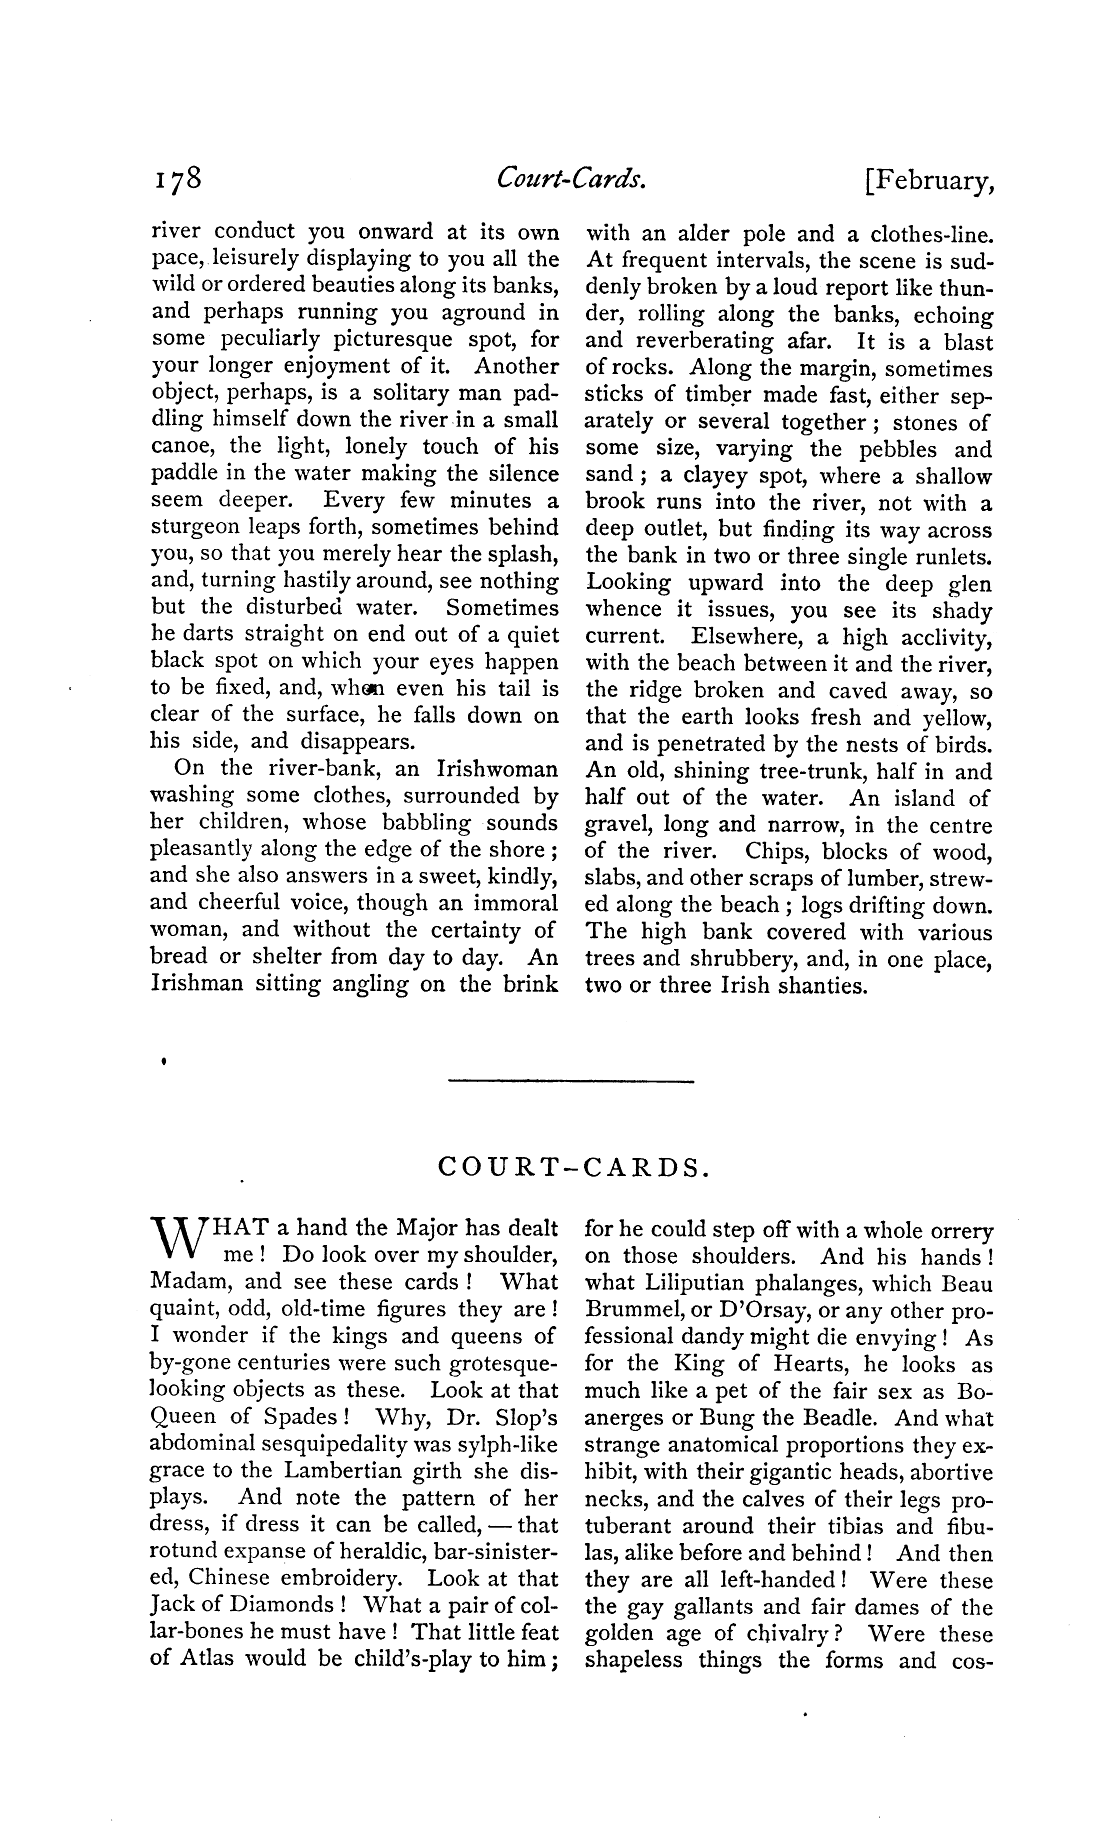 178 Court-Cards. [February,
river conduct you onward at its own
pace, leisurely displaying to you all the
wild or ordered beauties along its banks,
and perhaps running you aground in
some peculiarly picturesque spot, for
your longer enjoyment of it. Another
object, perhaps, is a solitary man pad-
dling himself down the river in a small
canoe, the light, lonely touch of his
paddle in the water making the silence
seem deeper. Every few minutes a
sturgeon leaps forth, sometimes behind
you, so that you merely hear the splash,
and, turning hastily around, see nothing
but the disturbed water. Sometimes
he darts straight on end out of a quiet
black spot on which your eyes happen
to be fixed, and, when even his tail is
clear of the surface, he falls down on
his side, and disappears.
On the river-bank, an Irishwoman
washing some clothes, surrounded by
her children, whose babbling sounds
pleasantly along the edge of the shore;
and she also answers in a sweet, kindly,
and cheerful voice, though an immoral
woman, and without the certainty of
bread or shelter from day to day. An
Irishman sitting angling on the brink
with an alder pole and a clothes-line.
At frequent intervals, the scene is sud-
denly broken by a loud report like thun-
der, rolling along the banks, echoing
and reverberating afar. It is a blast
of rocks. Along the margin, sometimes
sticks of timber made fast, either sep-
arately or several together; stones of
some size, varying the pebbles and
sand; a clayey spot, where a shallow
brook runs into the river, not with a
deep outlet, but finding its way across
the bank in two or three single runlets.
Looking upward into the deep glen
whence it issues, you see its shady
current. Elsewhere, a high acclivity,
with the beach between it and the river,
the ridge broken and caved away, so
that the earth looks fresh and yellow,
and is penetrated by the nests of birds.
An old, shining tree-trunk, half in and
half out of the water. An island of
gravel, long and narrow, in the centre
of the river. Chips, blocks of wood,
slabs, and other scraps of lumber, strew-
ed along the beach; logs drifting down.
The high bank covered with various
trees and shrubbery, and, in one place,
two or three Irish shanties.
COURT-CARDS.
WHAT a hand the Major has dealt
me! Do look over my shoulder,
Madam, and see these cards! What
quaint, odd, old-time figures they are!
I wonder if the kings and queens of
by-gone centuries were such grotesque-
looking objects as these. Look at that
Queen of Spades! Why, Dr. Slop's
abdominal sesquipedality was sylph-like
grace to the Lambertian girth she dis-
plays. And note the pattern of her
dress, if dress it can be called, — that
rotund expanse of heraldic, bar-sinister-
ed, Chinese embroidery. Look at that
Jack of Diamonds! What a pair of col-
lar-bones he must have! That little feat
of Atlas would be child's-play to him;
for he could step off with a whole orrery
on those shoulders. And his hands!
what Liliputian phalanges, which Beau
Brummel, or D'Orsay, or any other pro-
fessional dandy might die envying! As
for the King of Hearts, he looks as
much like a pet of the fair sex as Bo-
anerges or Bung the Beadle. And what
strange anatomical proportions they ex-
hibit, with their gigantic heads, abortive
necks, and the calves of their legs pro-
tuberant around their tibias and fibu-
las, alike before and behind! And then
they are all left-handed! Were these
the gay gallants and fair dames of the
golden age of chivalry? Were these
shapeless things the forms and cos-